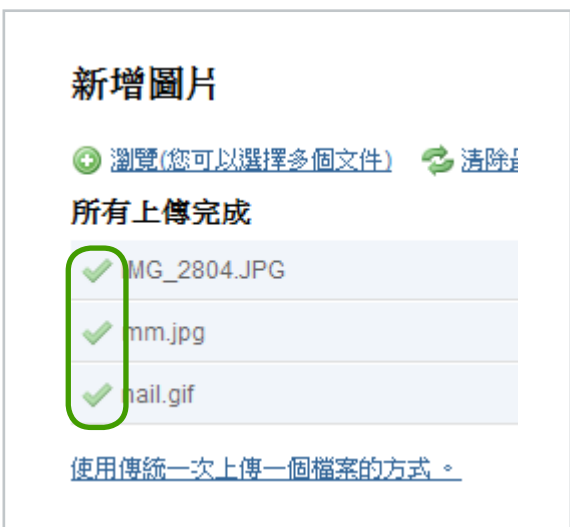 新增圖片
瀏覽(您可以選擇多個文件) 清除
所有上傳完成
IMG_2804.JPG
mm.jpg
nail.gif
使用傳統一次上傳一個檔案的方式。